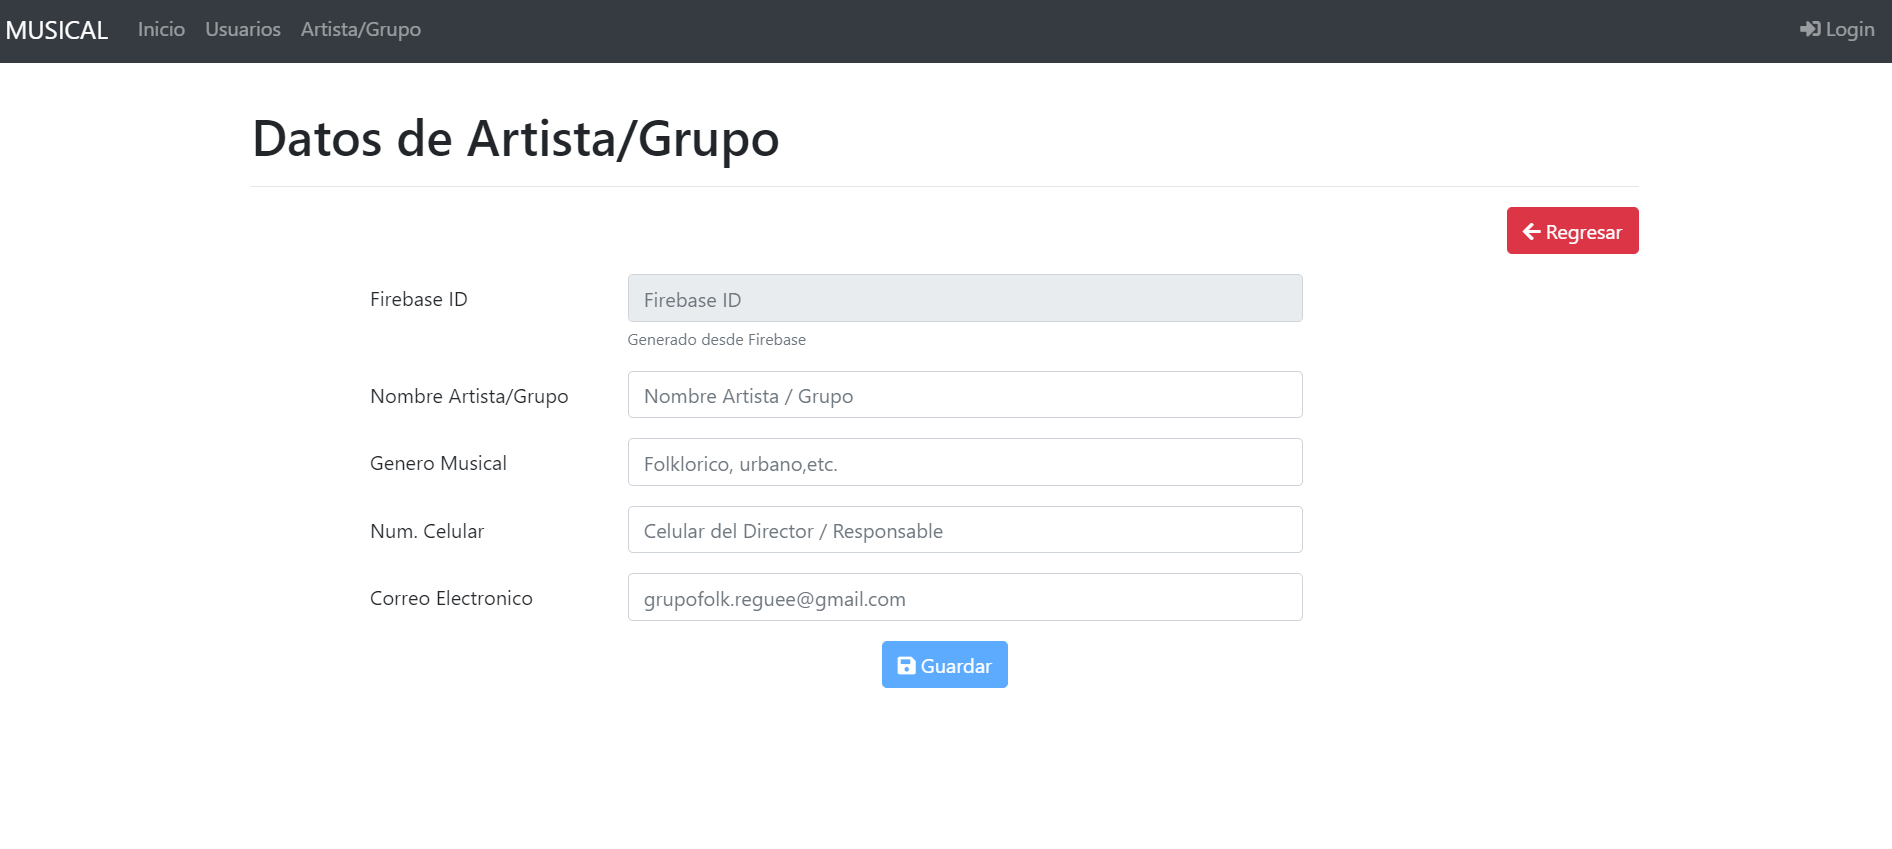 MUSICAL Inicio Usuarios Artista/Grupo Login
Datos de Artista/Grupo
Regresar
Firebase ID Firebase ID
Generado desde Firebase
Nombre Artista/Grupo Nombre Artista / Grupo
Genero Musical Folklorico, urbano,etc.
Num. Celular Celular del Director / Responsable
Correo Electronico grupofolk.reguee@gmail.com
Guardar